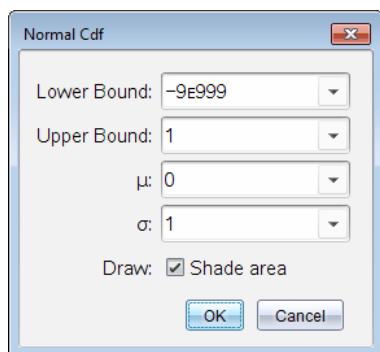 Normal Cdf
Lower Bound: -9E999
Upper Bound: 1
μ: 0
σ: 1
Draw: Shade area
OK Cancel